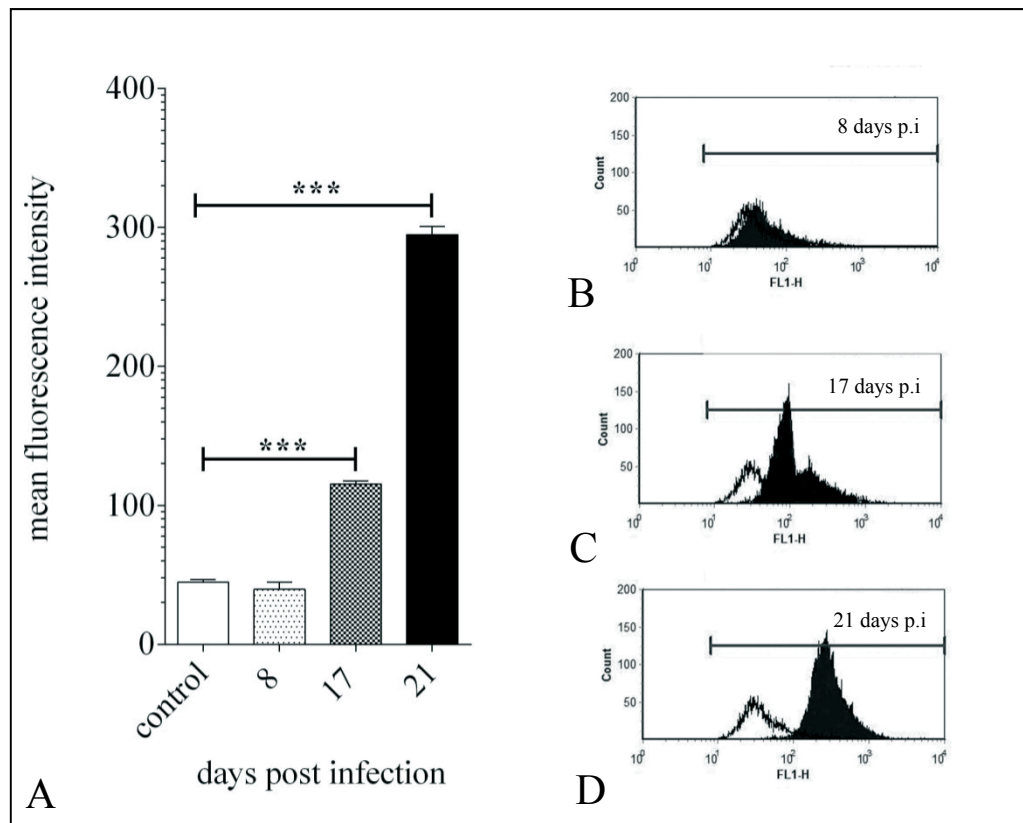 400
300
200
100
0
mean fluorescence intensity
***
***
control
8
17
21
days post infection
A
200
150
100
50
Count
8 days p.i
10⁰ 10¹ 10² 10³ 10⁴
FL1-H
B
200
150
100
50
Count
17 days p.i
10⁰ 10¹ 10² 10³ 10⁴
FL1-H
C
200
150
100
50
Count
21 days p.i
10⁰ 10¹ 10² 10³ 10⁴
FL1-H
D